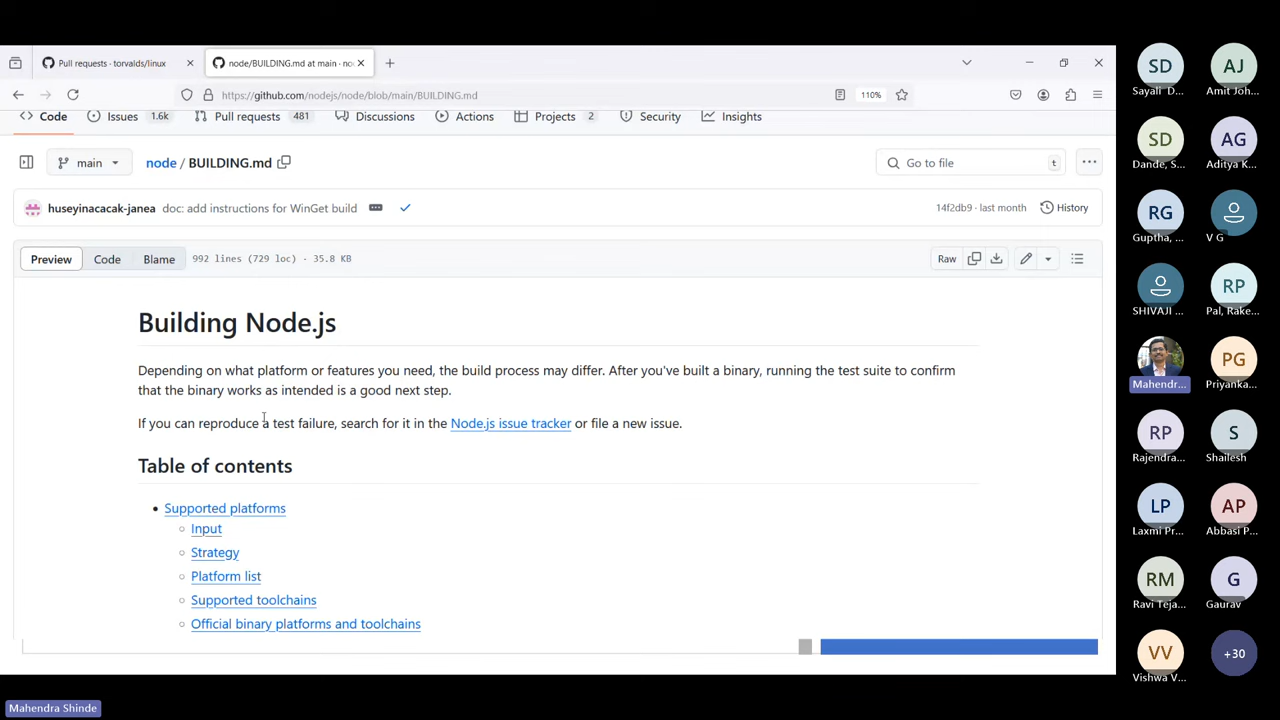 Pull requests · torvalds/linux
node/BUILDING.md at main · no
https://github.com/nodejs/node/blob/main/BUILDING.md
110%
Code
Issues 1.6k
Pull requests 481
Discussions
Actions
Projects 2
Security
Insights
main
node / BUILDING.md
Go to file
t
huseyinacacak-janea doc: add instructions for WinGet build
14f2db9 · last month
History
Preview
Code
Blame
992 lines (729 loc) · 35.8 KB
Raw
Building Node.js
Depending on what platform or features you need, the build process may differ. After you've built a binary, running the test suite to confirm
that the binary works as intended is a good next step.
If you can reproduce a test failure, search for it in the Node.js issue tracker or file a new issue.
Table of contents
• Supported platforms
○ Input
○ Strategy
○ Platform list
○ Supported toolchains
○ Official binary platforms and toolchains
SD
Sayali D...
AJ
Amit Joh...
SD
Dande, S...
AG
Aditya K...
RG
Guptha, ...
V G
SHIVAJI ...
RP
Pal, Rake...
Mahendr...
PG
Priyanka...
RP
Rajendra...
S
Shailesh
LP
Laxmi Pr...
AP
Abbasi P...
RM
Ravi Teja...
G
Gaurav
VV
Vishwa V...
+30
Mahendra Shinde